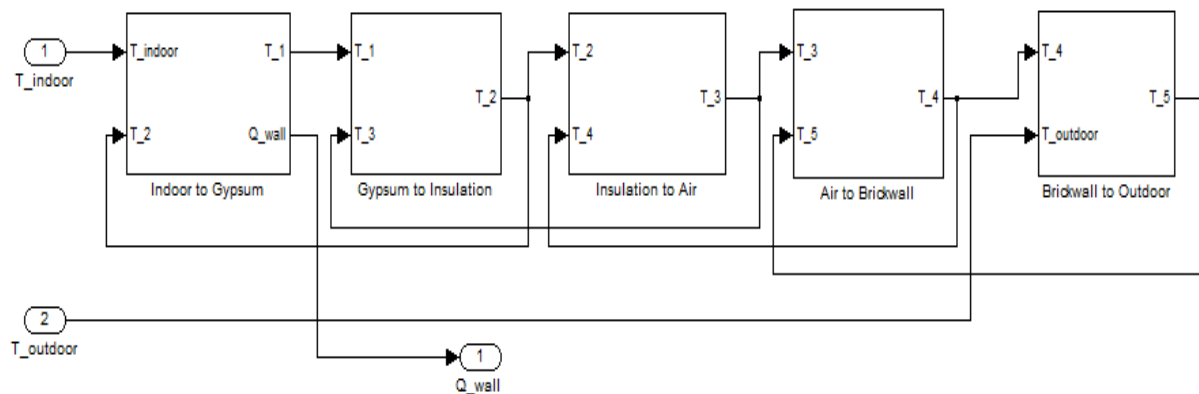 1
T_indoor
T_indoor
T_1
T_2
Q_wall
Indoor to Gypsum
T_1
T_2
T_3
Gypsum to Insulation
T_2
T_3
T_4
Insulation to Air
T_3
T_4
T_5
Air to Brickwall
T_4
T_5
T_outdoor
Brickwall to Outdoor
2
T_outdoor
1
Q_wall